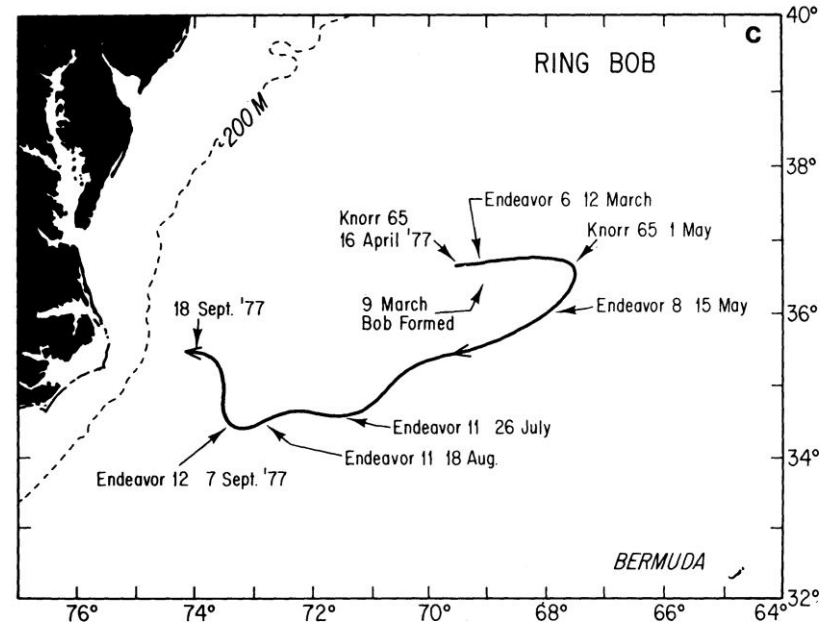 40°
C
RING BOB
200 M
38°
Endeavor 6 12 March
Knorr 65
16 April '77
Knorr 65 1 May
9 March
Bob Formed
18 Sept. '77
Endeavor 8 15 May
36°
Endeavor 11 26 July
Endeavor 11 18 Aug.
Endeavor 12 7 Sept. '77
34°
BERMUDA
32°
76° 74° 72° 70° 68° 66° 64°